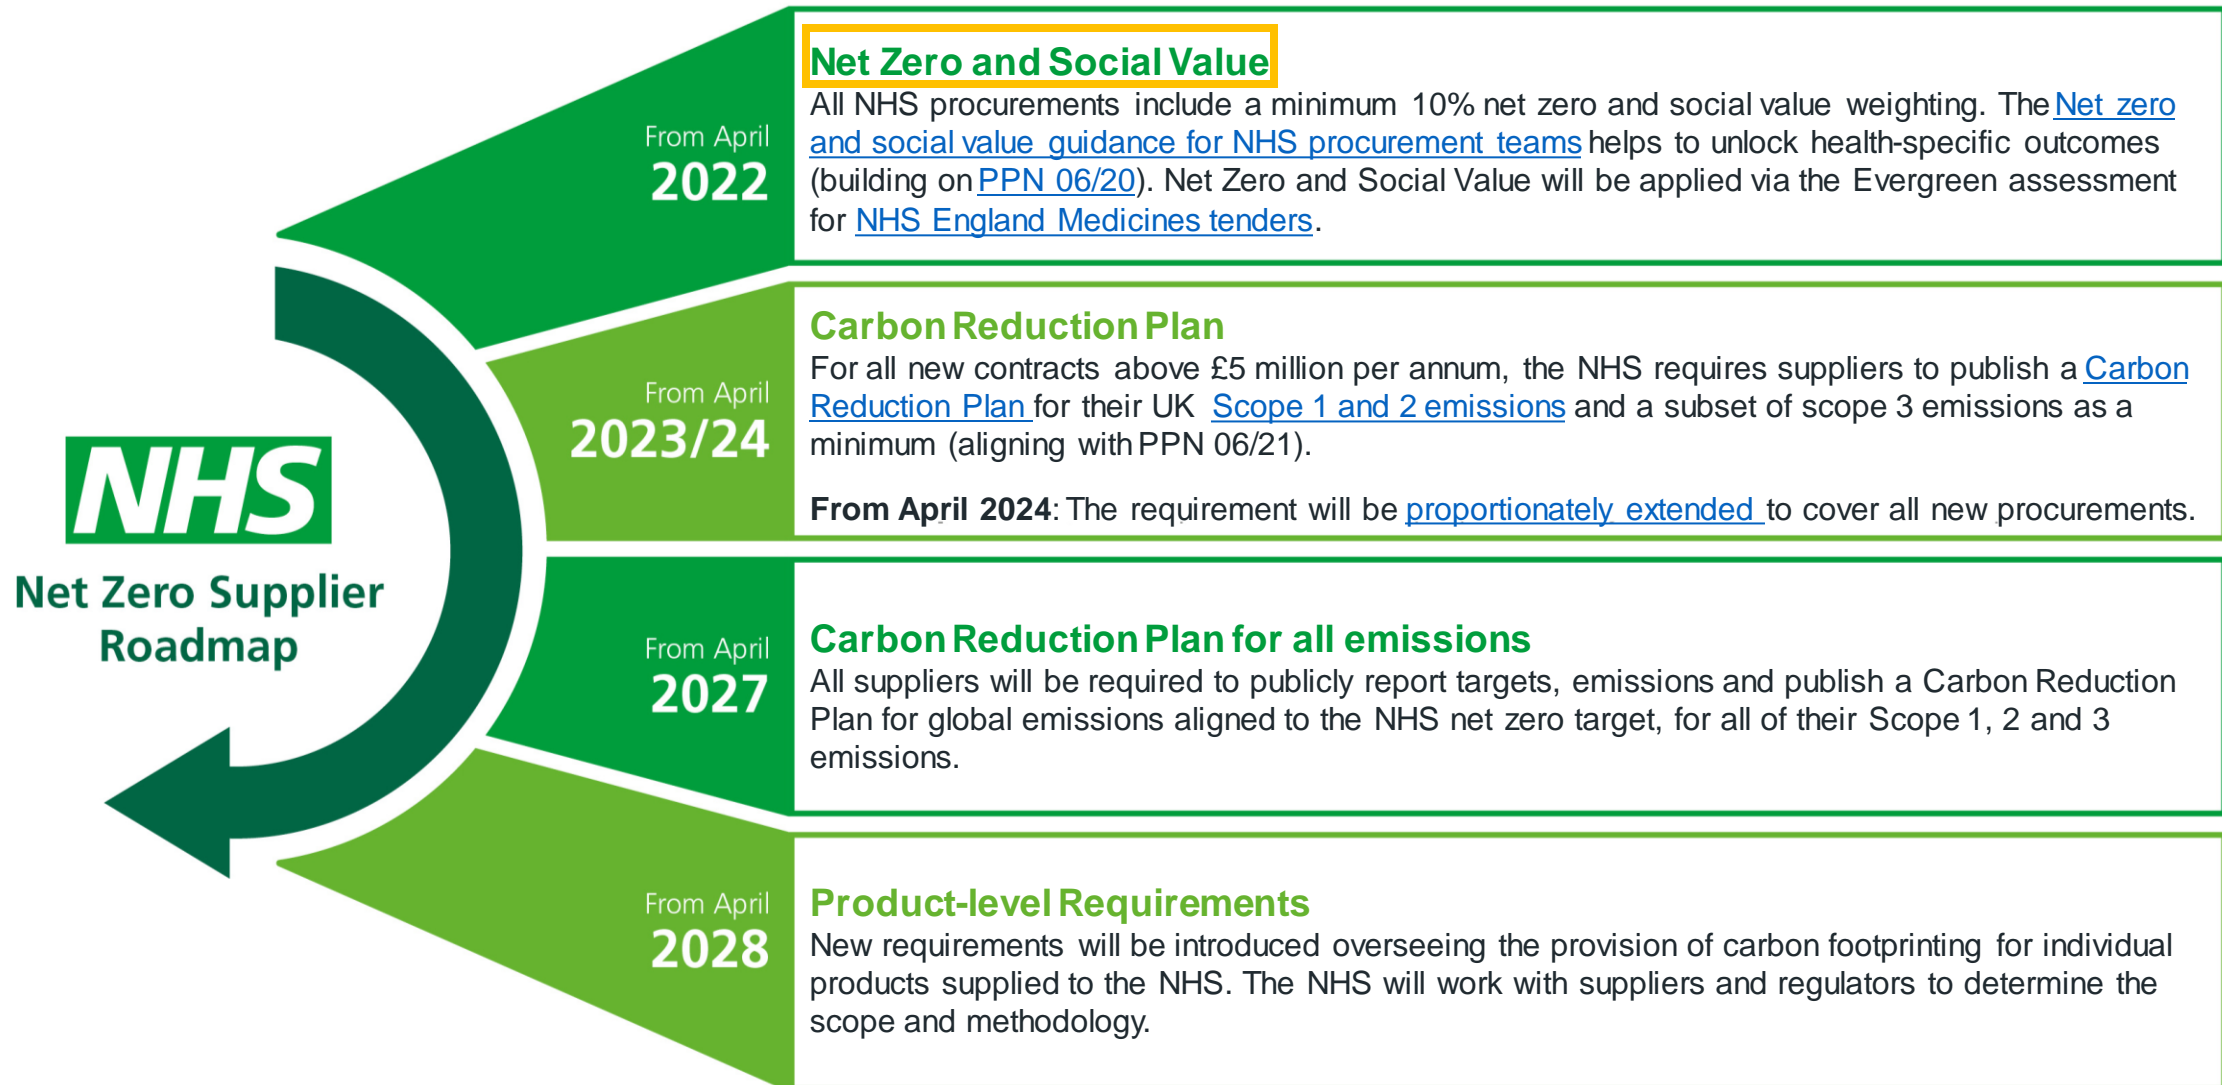 Net Zero and Social Value
From April
2022
All NHS procurements include a minimum 10% net zero and social value weighting. The Net zero
and social value guidance for NHS procurement teams helps to unlock health-specific outcomes
(building on PPN 06/20). Net Zero and Social Value will be applied via the Evergreen assessment
for NHS England Medicines tenders.
Carbon Reduction Plan
From April
2023/24
For all new contracts above £5 million per annum, the NHS requires suppliers to publish a Carbon
Reduction Plan for their UK Scope 1 and 2 emissions and a subset of scope 3 emissions as a
minimum (aligning with PPN 06/21).
From April 2024: The requirement will be proportionately extended to cover all new procurements.
NHS
Net Zero Supplier
Roadmap
From April
2027
Carbon Reduction Plan for all emissions
All suppliers will be required to publicly report targets, emissions and publish a Carbon Reduction
Plan for global emissions aligned to the NHS net zero target, for all of their Scope 1, 2 and 3
emissions.
From April
2028
Product-level Requirements
New requirements will be introduced overseeing the provision of carbon footprinting for individual
products supplied to the NHS. The NHS will work with suppliers and regulators to determine the
scope and methodology.